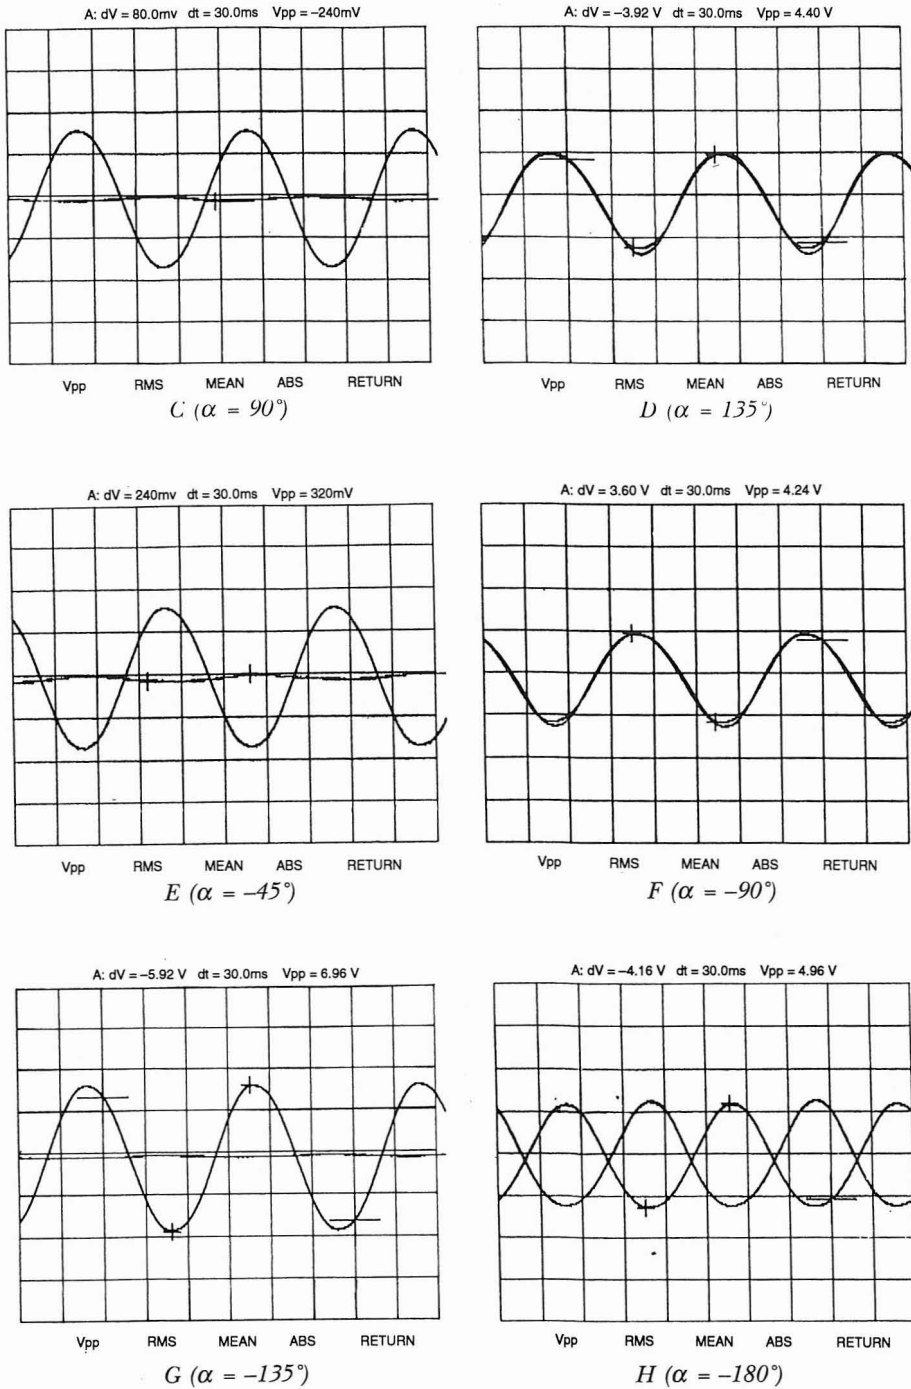 A: dV = 80.0mv dt = 30.0ms Vpp = –240mV
Vpp RMS MEAN ABS RETURN
C (α = 90°)
A: dV = –3.92 V dt = 30.0ms Vpp = 4.40 V
Vpp RMS MEAN ABS RETURN
D (α = 135°)
A: dV = 240mv dt = 30.0ms Vpp = 320mV
Vpp RMS MEAN ABS RETURN
E (α = –45°)
A: dV = 3.60 V dt = 30.0ms Vpp = 4.24 V
Vpp RMS MEAN ABS RETURN
F (α = –90°)
A: dV = –5.92 V dt = 30.0ms Vpp = 6.96 V
Vpp RMS MEAN ABS RETURN
G (α = –135°)
A: dV = –4.16 V dt = 30.0ms Vpp = 4.96 V
Vpp RMS MEAN ABS RETURN
H (α = –180°)